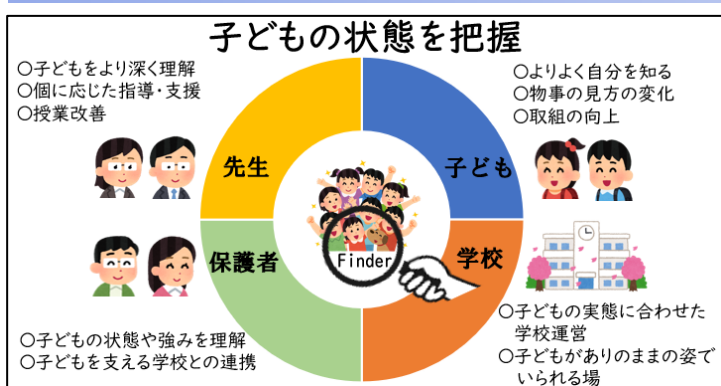 子どもの状態を把握
○子どもをより深く理解
○個に応じた指導・支援
○授業改善
○よりよく自分を知る
○物事の見方の変化
○取組の向上
先生
子ども
保護者
学校
Finder
○子どもの状態や強みを理解
○子どもを支える学校との連携
○子どもの実態に合わせた
学校運営
○子どもがありのままの姿で
いられる場